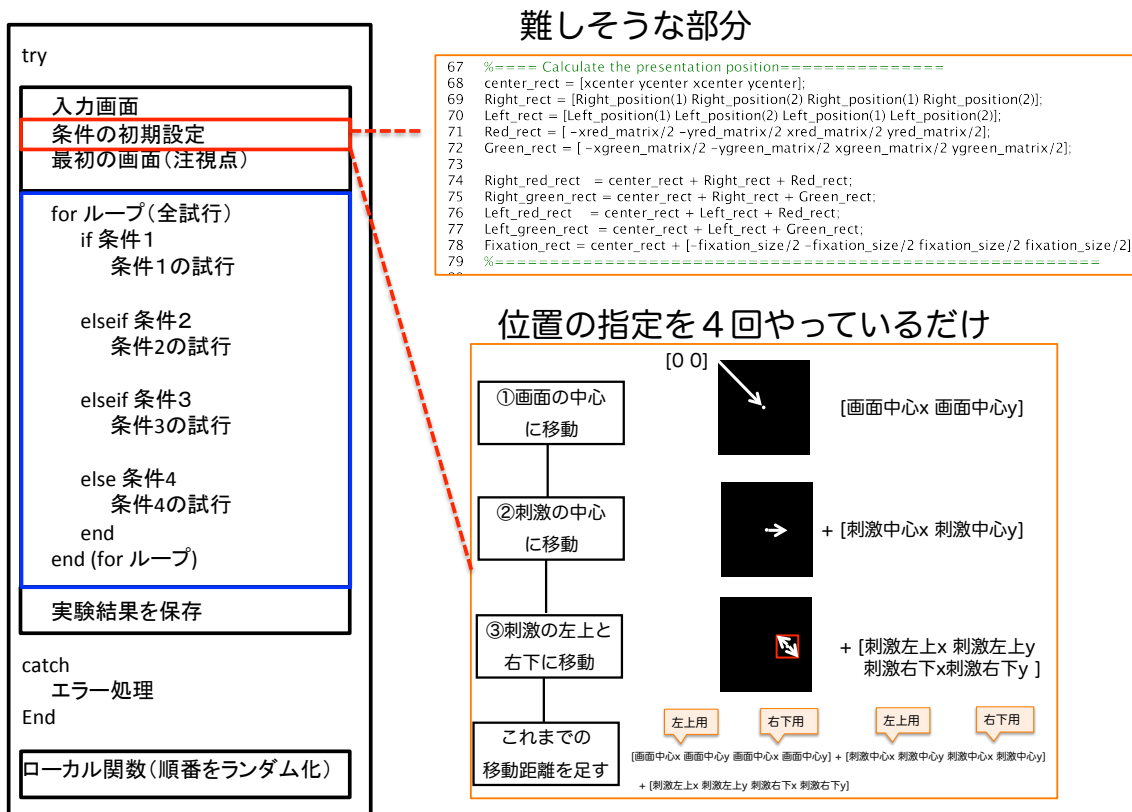 try
入力画面
条件の初期設定
最初の画面(注視点)
for ループ(全試行)
if 条件1
条件１の試行
elseif 条件2
条件2の試行
elseif 条件3
条件3の試行
else 条件4
条件4の試行
end
end (for ループ)
実験結果を保存
catch
エラー処理
End
ローカル関数(順番をランダム化)
難しそうな部分
67 %==== Calculate the presentation position===============
68 center_rect = [xcenter ycenter xcenter ycenter];
69 Right_rect = [Right_position(1) Right_position(2) Right_position(1) Right_position(2)];
70 Left_rect = [Left_position(1) Left_position(2) Left_position(1) Left_position(2)];
71 Red_rect = [ -xred_matrix/2 -yred_matrix/2 xred_matrix/2 yred_matrix/2];
72 Green_rect = [ -xgreen_matrix/2 -ygreen_matrix/2 xgreen_matrix/2 ygreen_matrix/2];
73
74 Right_red_rect = center_rect + Right_rect + Red_rect;
75 Right_green_rect = center_rect + Right_rect + Green_rect;
76 Left_red_rect = center_rect + Left_rect + Red_rect;
77 Left_green_rect = center_rect + Left_rect + Green_rect;
78 Fixation_rect = center_rect + [-fixation_size/2 -fixation_size/2 fixation_size/2 fixation_size/2]
79 %========================================================
位置の指定を４回やっているだけ
[0 0]
①画面の中心
に移動
[画面中心x 画面中心y]
②刺激の中心
に移動
+ [刺激中心x 刺激中心y]
③刺激の左上と
右下に移動
+ [刺激左上x 刺激左上y
刺激右下x刺激右下y ]
これまでの
移動距離を足す
左上用
右下用
左上用
右下用
[画面中心x 画面中心y 画面中心x 画面中心y] + [刺激中心x 刺激中心y 刺激中心x 刺激中心y]
+ [刺激左上x 刺激左上y 刺激右下x 刺激右下y]